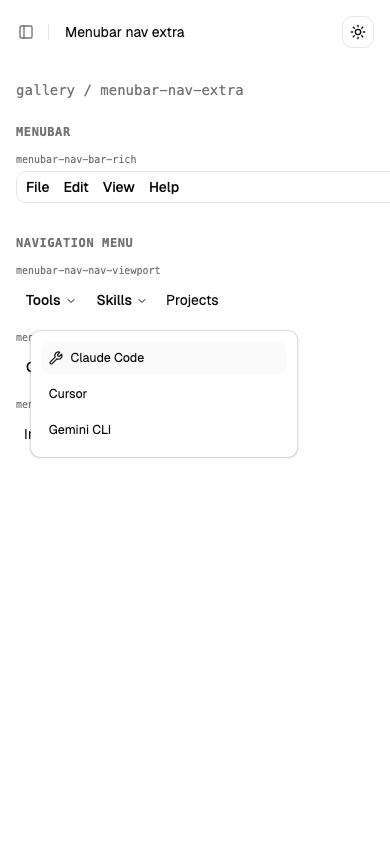 Menubar nav extra
gallery / menubar-nav-extra
MENUBAR
menubar-nav-bar-rich
File Edit View Help
NAVIGATION MENU
menubar-nav-nav-viewport
Tools Skills Projects
Claude Code
Cursor
Gemini CLI